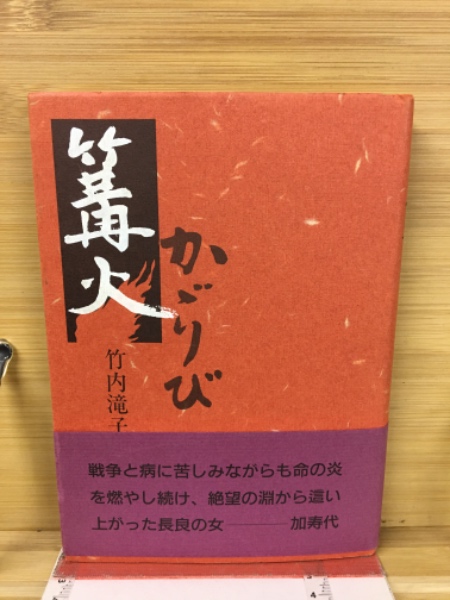 篝火
かゞりび
竹内滝子
戦争と病に苦しみながらも命の炎
を燃やし続け、絶望の淵から這い
上がった長良の女———加寿代